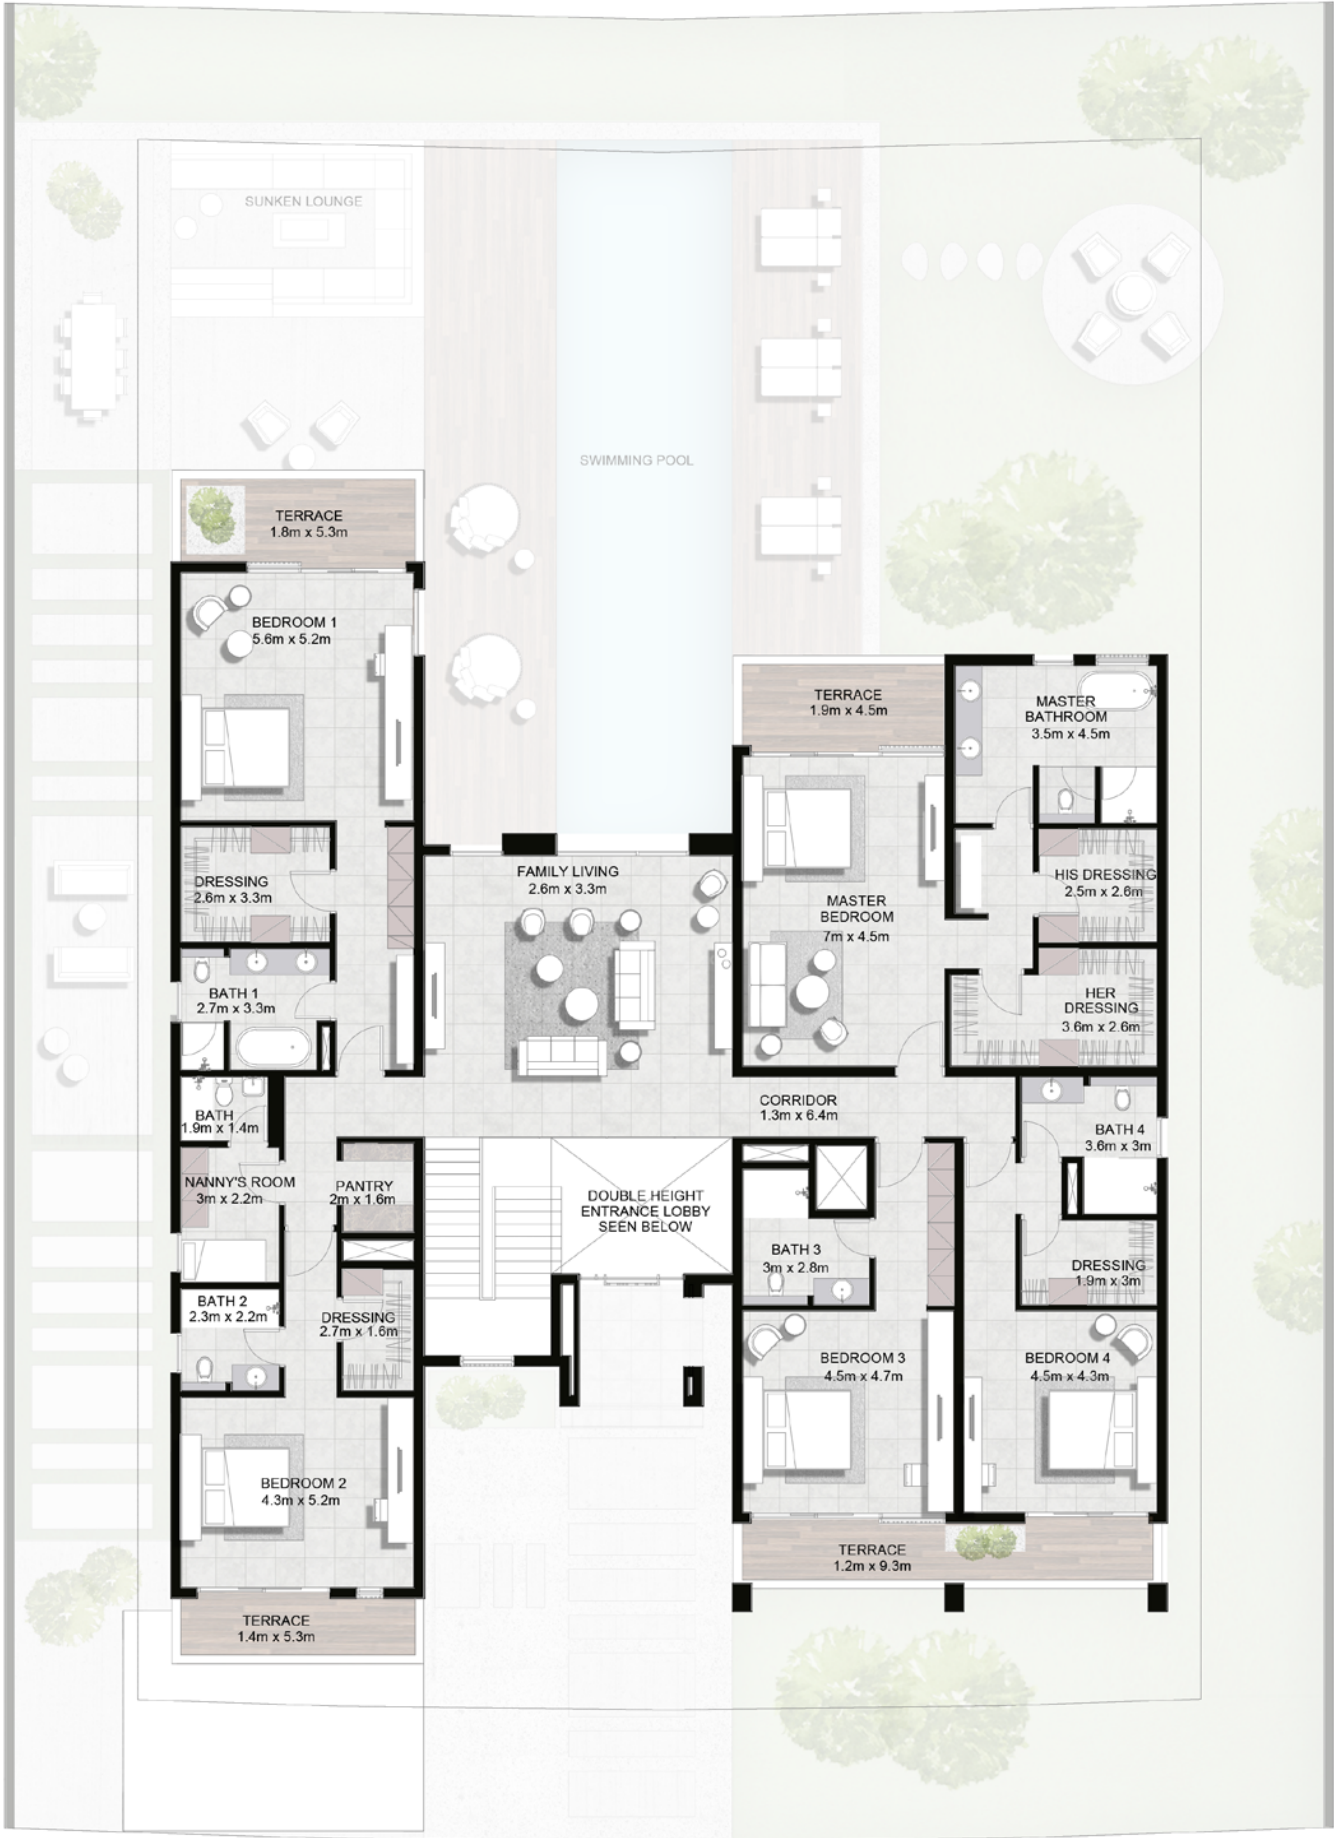 SUNKEN LOUNGE
SWIMMING POOL
TERRACE
1.8m x 5.3m
BEDROOM 1
5.6m x 5.2m
TERRACE
1.9m x 4.5m
MASTER
BATHROOM
3.5m x 4.5m
DRESSING
2.6m x 3.3m
FAMILY LIVING
2.6m x 3.3m
MASTER
BEDROOM
7m x 4.5m
HIS DRESSING
2.5m x 2.6m
BATH 1
2.7m x 3.3m
HER
DRESSING
3.6m x 2.6m
BATH
1.9m x 1.4m
CORRIDOR
1.3m x 6.4m
BATH 4
3.6m x 3m
NANNY'S ROOM
3m x 2.2m
PANTRY
2m x 1.6m
DOUBLE HEIGHT
ENTRANCE LOBBY
SEEN BELOW
BATH 3
3m x 2.8m
DRESSING
1.9m x 3m
BATH 2
2.3m x 2.2m
DRESSING
2.7m x 1.6m
BEDROOM 3
4.5m x 4.7m
BEDROOM 4
4.5m x 4.3m
BEDROOM 2
4.3m x 5.2m
TERRACE
1.2m x 9.3m
TERRACE
1.4m x 5.3m